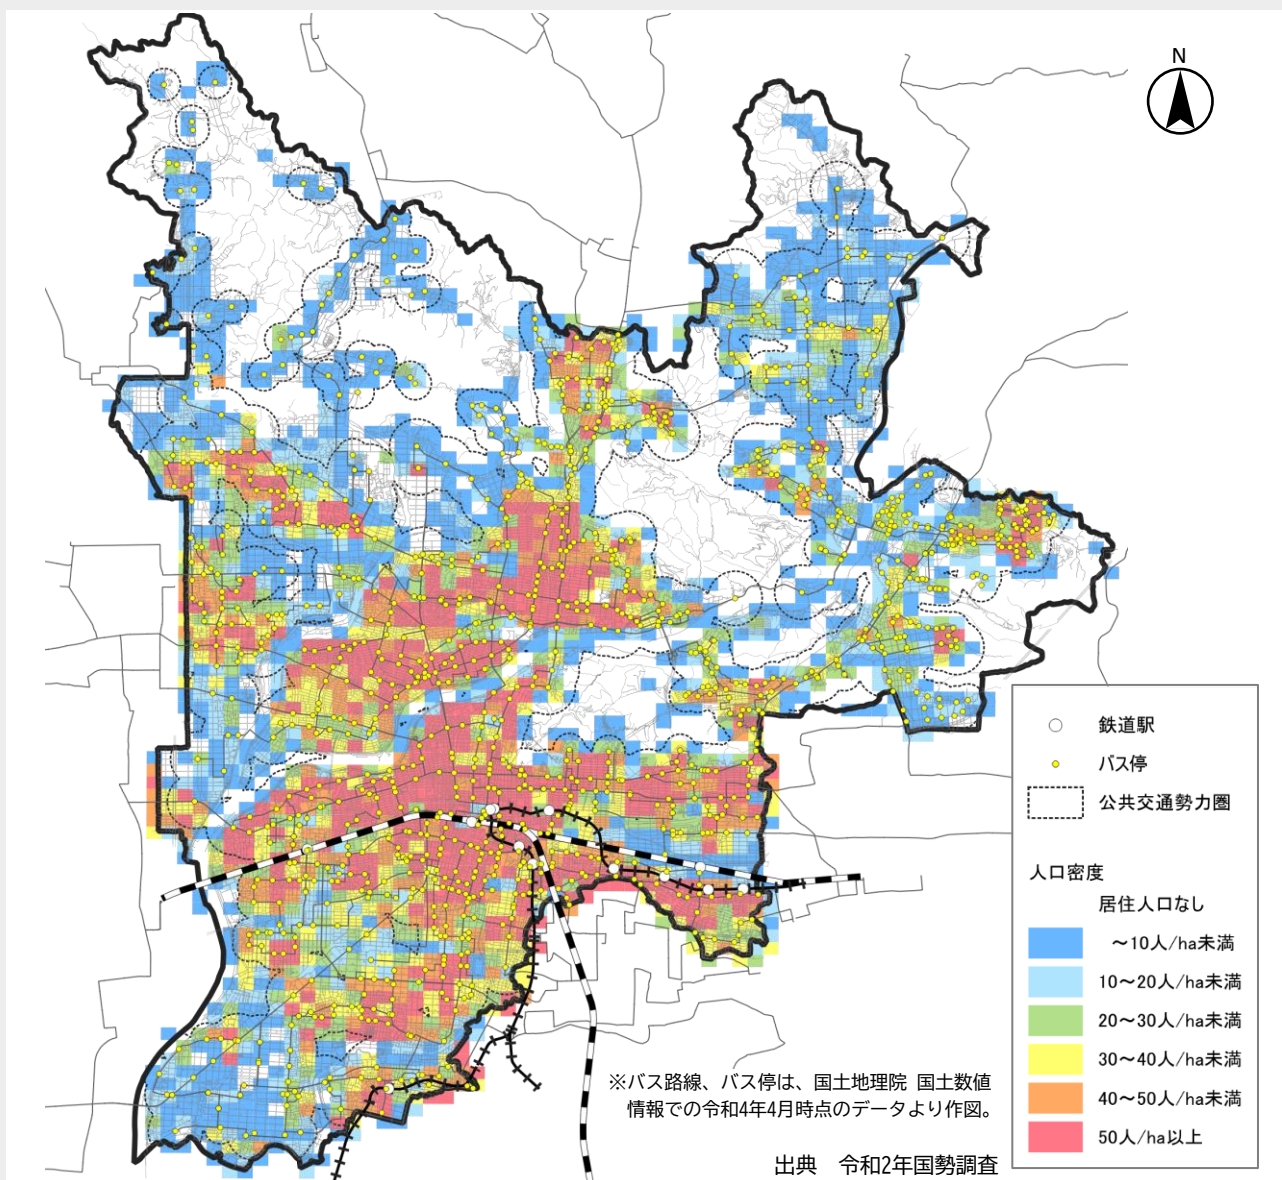 N
鉄道駅
バス停
公共交通勢力圏
人口密度
居住人口なし
～10人/ha未満
10～20人/ha未満
20～30人/ha未満
30～40人/ha未満
40～50人/ha未満
50人/ha以上
※バス路線、バス停は、国土地理院 国土数値
情報での令和4年4月時点のデータより作図。
出典 令和2年国勢調査